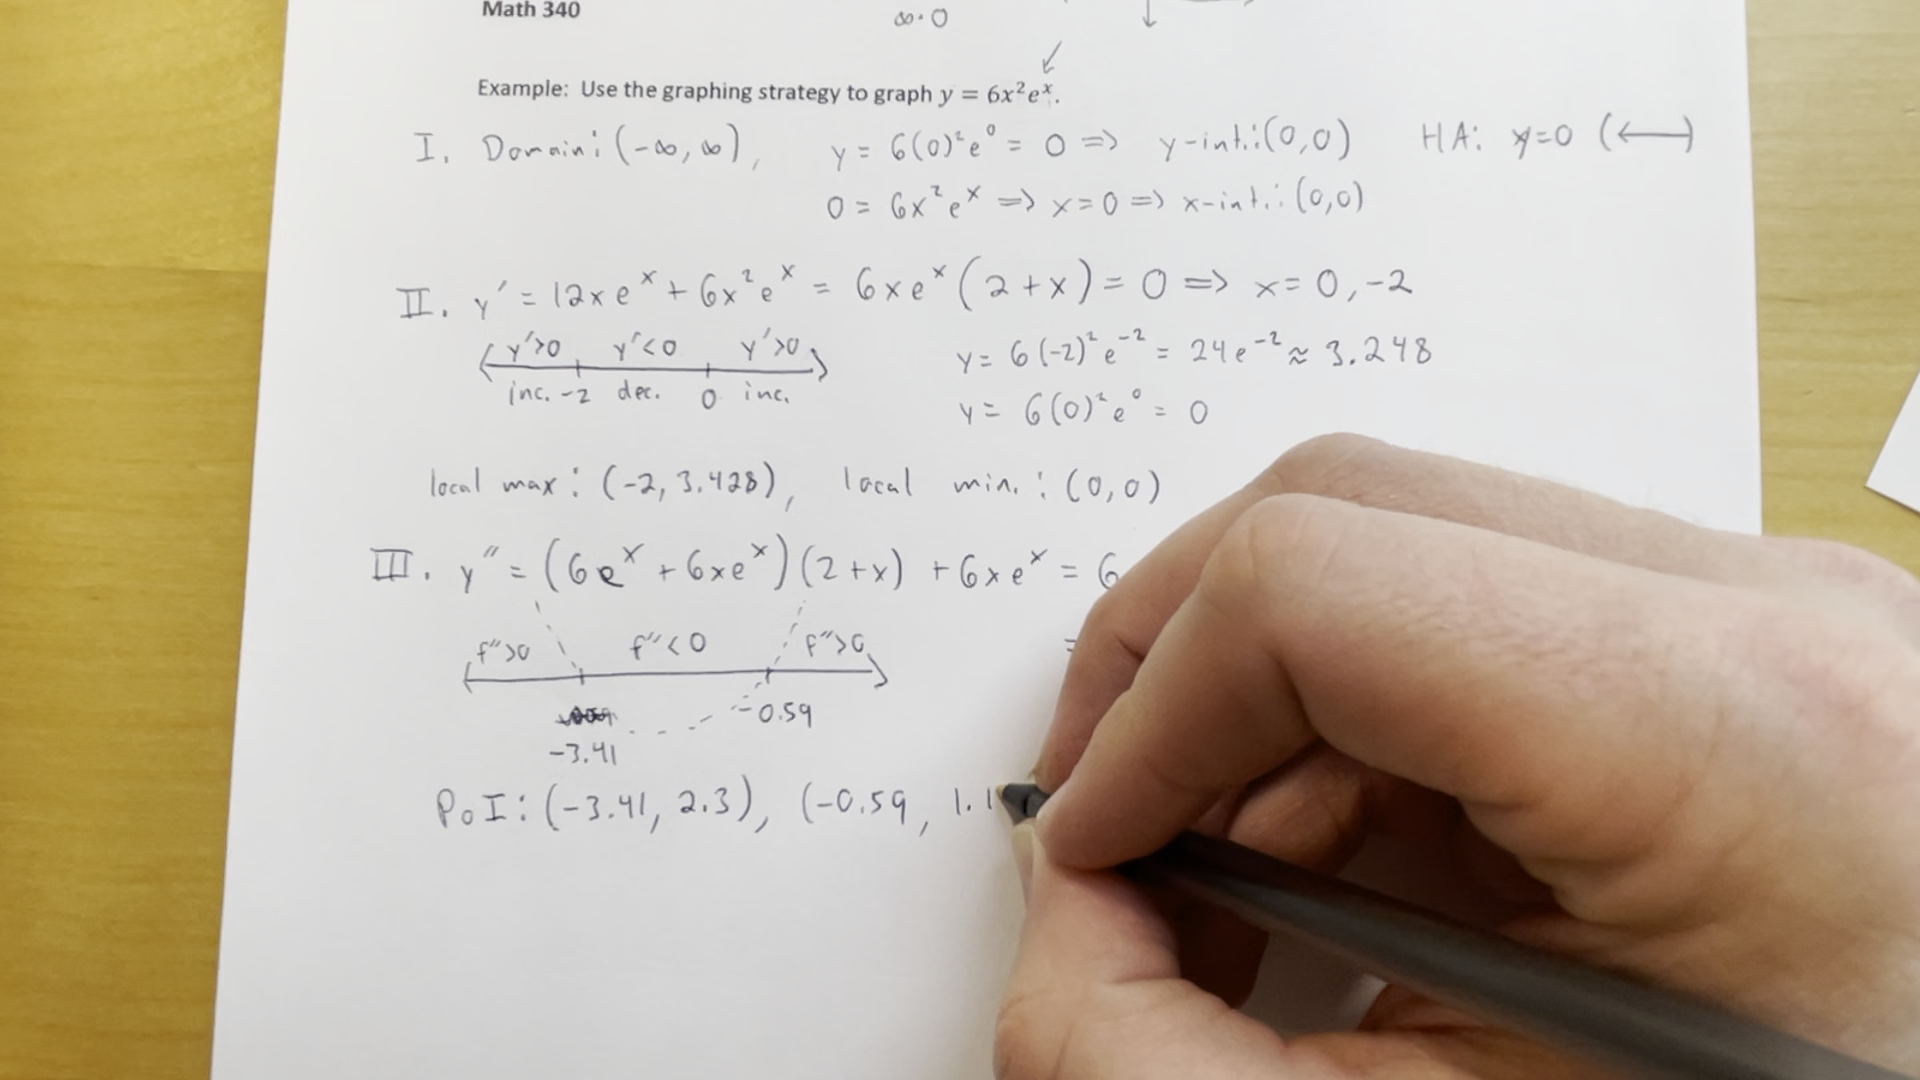 Math 340
∞·0
Example: Use the graphing strategy to graph y = 6x²eˣ.
I. Domain: (-∞, ∞), y = 6(0)²e⁰ = 0 => y-int.: (0,0) HA: y=0 (←)
0 = 6x²eˣ => x=0 => x-int.: (0,0)
II. y' = 12xeˣ + 6x²eˣ = 6xeˣ(2+x) = 0 => x = 0, -2
y'>0 y'<0 y'>0 y = 6(-2)²e⁻² = 24e⁻² ≈ 3.248
inc. -2 dec. 0 inc. y = 6(0)²e⁰ = 0
local max: (-2, 3.428), local min.: (0,0)
III. y" = (6eˣ + 6xeˣ)(2+x) + 6xeˣ = 6
f">0 f"<0 f">0 =
-0.59
-3.41
PoI: (-3.41, 2.3), (-0.59, 1.1